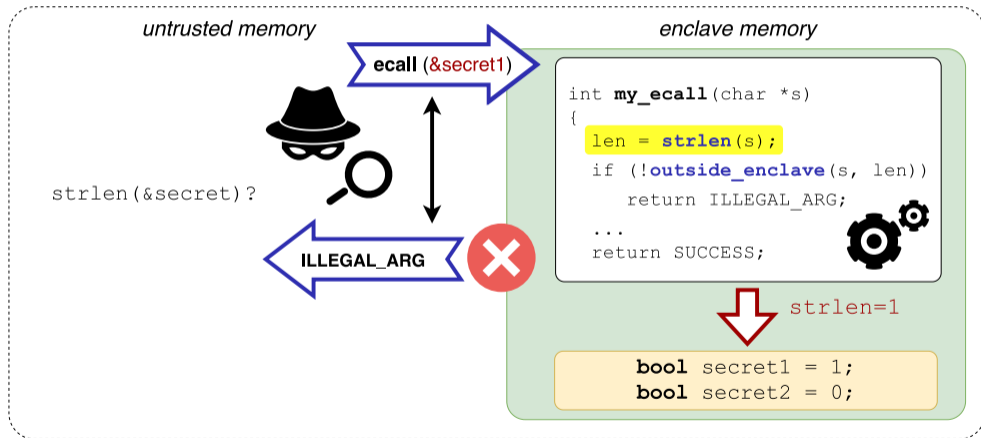 untrusted memory
enclave memory
ecall (&secret1)
int my_ecall(char *s)
{
len = strlen(s);
if (!outside_enclave(s, len))
return ILLEGAL_ARG;
...
return SUCCESS;
strlen(&secret)?
ILLEGAL_ARG
strlen=1
bool secret1 = 1;
bool secret2 = 0;